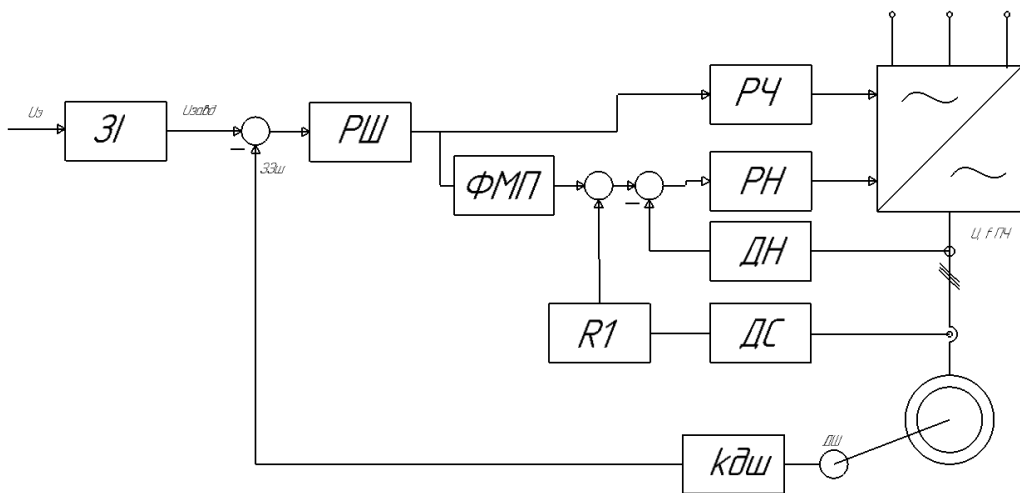 Uз
ЗІ
Uзавд
РШ
ЗЗш
ФМП
РЧ
РН
ДН
R1
ДС
U, f ПЧ
ДШ
kдш